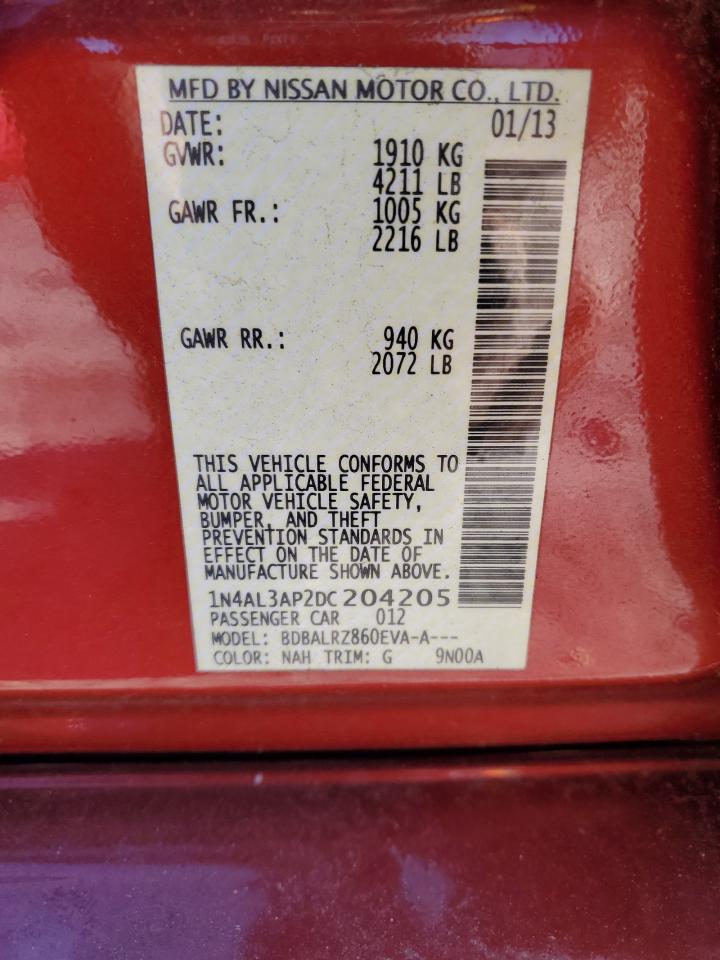 MFD BY NISSAN MOTOR CO., LTD.
DATE: 01/13
GVWR: 1910 KG
4211 LB
GAWR FR.: 1005 KG
2216 LB
GAWR RR.: 940 KG
2072 LB
THIS VEHICLE CONFORMS TO
ALL APPLICABLE FEDERAL
MOTOR VEHICLE SAFETY,
BUMPER, AND THEFT
PREVENTION STANDARDS IN
EFFECT ON THE DATE OF
MANUFACTURE SHOWN ABOVE.
1N4AL3AP2DC204205
PASSENGER CAR 012
MODEL: BDBALRZ860EVA-A---
COLOR: NAH TRIM: G 9N00A